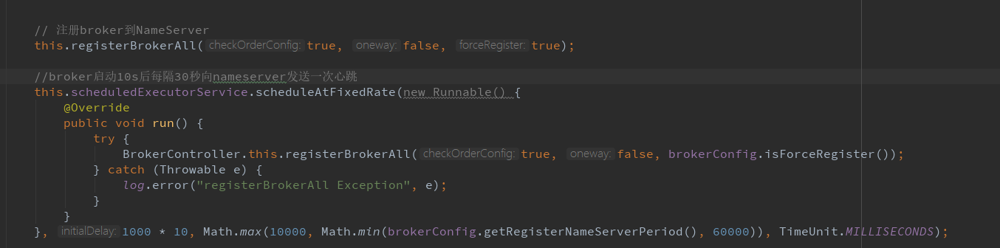 // 注册broker到NameServer
this.registerBrokerAll( checkOrderConfig: true, oneway: false, forceRegister: true);
//broker启动10s后每隔30秒向nameserver发送一次心跳
this.scheduledExecutorService.scheduleAtFixedRate(new Runnable() {
@Override
public void run() {
try {
BrokerController.this.registerBrokerAll( checkOrderConfig: true, oneway: false, brokerConfig.isForceRegister());
} catch (Throwable e) {
log.error("registerBrokerAll Exception", e);
}
}
}, initialDelay: 1000 * 10, Math.max(10000, Math.min(brokerConfig.getRegisterNameServerPeriod(), 60000)), TimeUnit.MILLISECONDS);